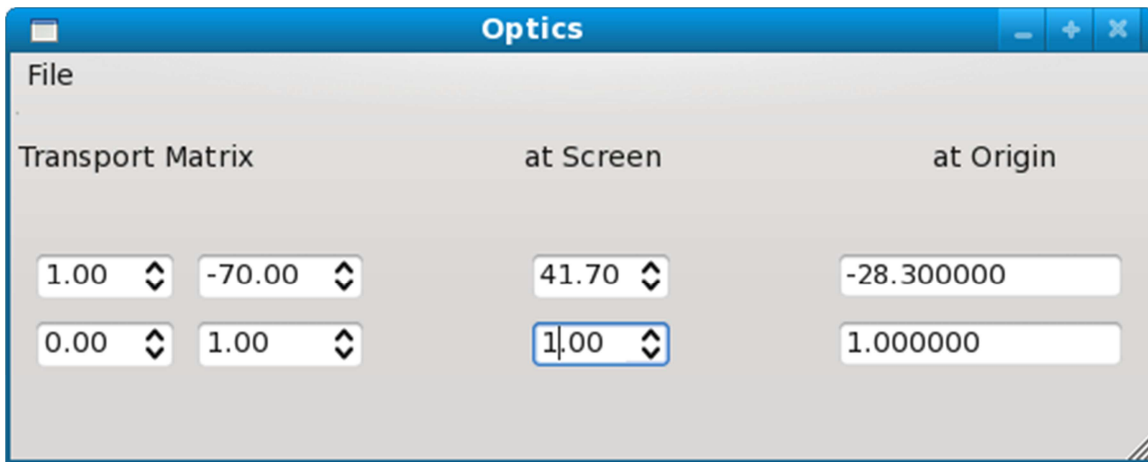 Optics
File
Transport Matrix at Screen at Origin
1.00 -70.00 41.70 -28.300000
0.00 1.00 1.00 1.000000